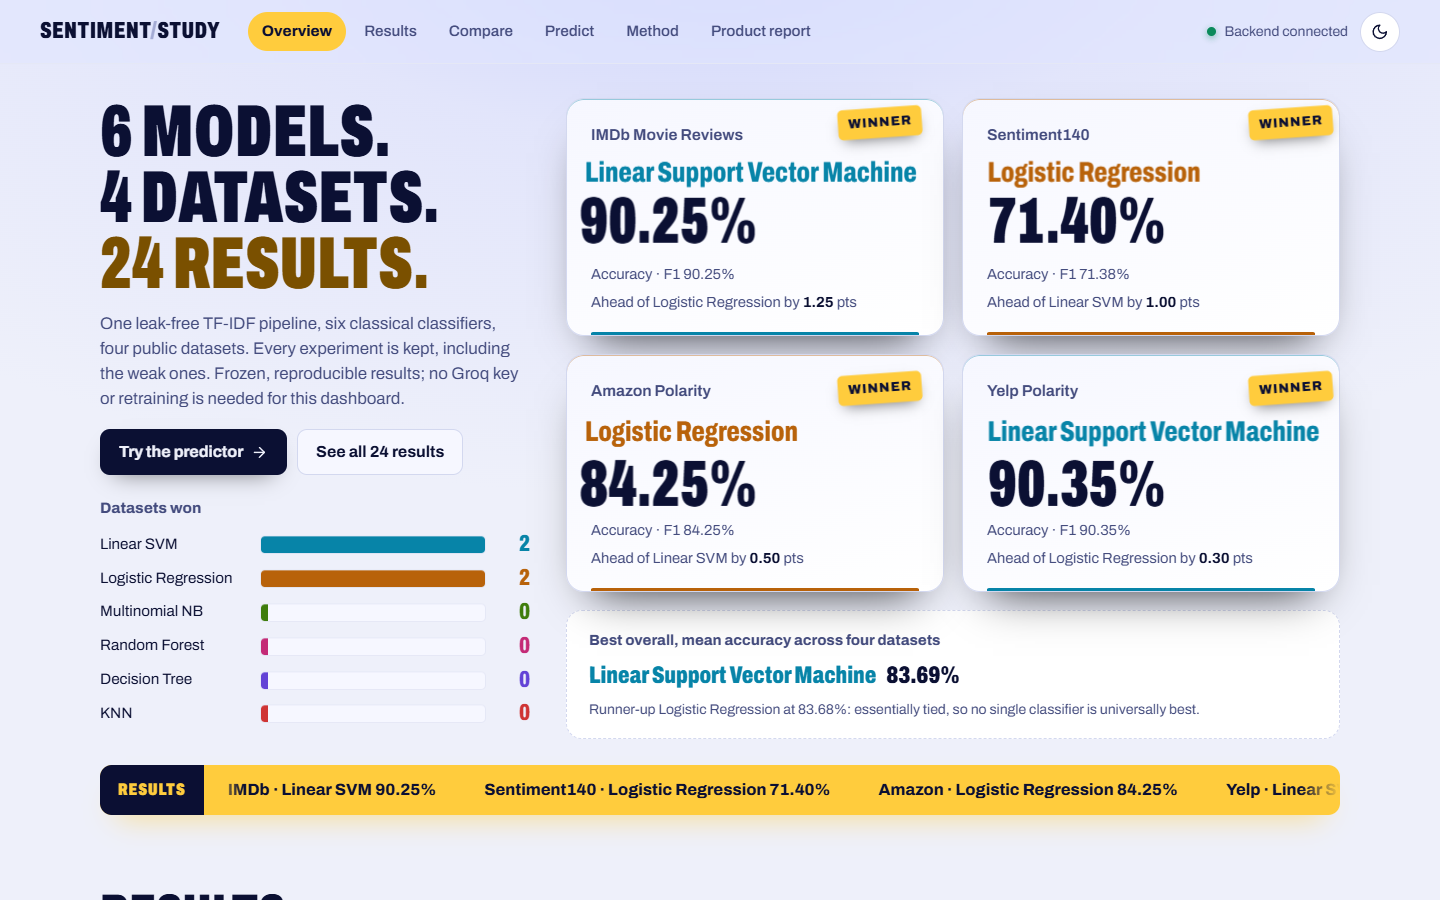 SENTIMENT/STUDY
Overview
Results
Compare
Predict
Method
Product report
Backend connected
6 MODELS.
4 DATASETS.
24 RESULTS.
One leak-free TF-IDF pipeline, six classical classifiers,
four public datasets. Every experiment is kept, including
the weak ones. Frozen, reproducible results; no Groq key
or retraining is needed for this dashboard.
Try the predictor →
See all 24 results
Datasets won
Linear SVM 2
Logistic Regression 2
Multinomial NB 0
Random Forest 0
Decision Tree 0
KNN 0
IMDb Movie Reviews
WINNER
Linear Support Vector Machine
90.25%
Accuracy · F1 90.25%
Ahead of Logistic Regression by 1.25 pts
Sentiment140
WINNER
Logistic Regression
71.40%
Accuracy · F1 71.38%
Ahead of Linear SVM by 1.00 pts
Amazon Polarity
WINNER
Logistic Regression
84.25%
Accuracy · F1 84.25%
Ahead of Linear SVM by 0.50 pts
Yelp Polarity
WINNER
Linear Support Vector Machine
90.35%
Accuracy · F1 90.35%
Ahead of Logistic Regression by 0.30 pts
Best overall, mean accuracy across four datasets
Linear Support Vector Machine 83.69%
Runner-up Logistic Regression at 83.68%: essentially tied, so no single classifier is universally best.
RESULTS
IMDb · Linear SVM 90.25%
Sentiment140 · Logistic Regression 71.40%
Amazon · Logistic Regression 84.25%
Yelp · Linear S
RESULTS